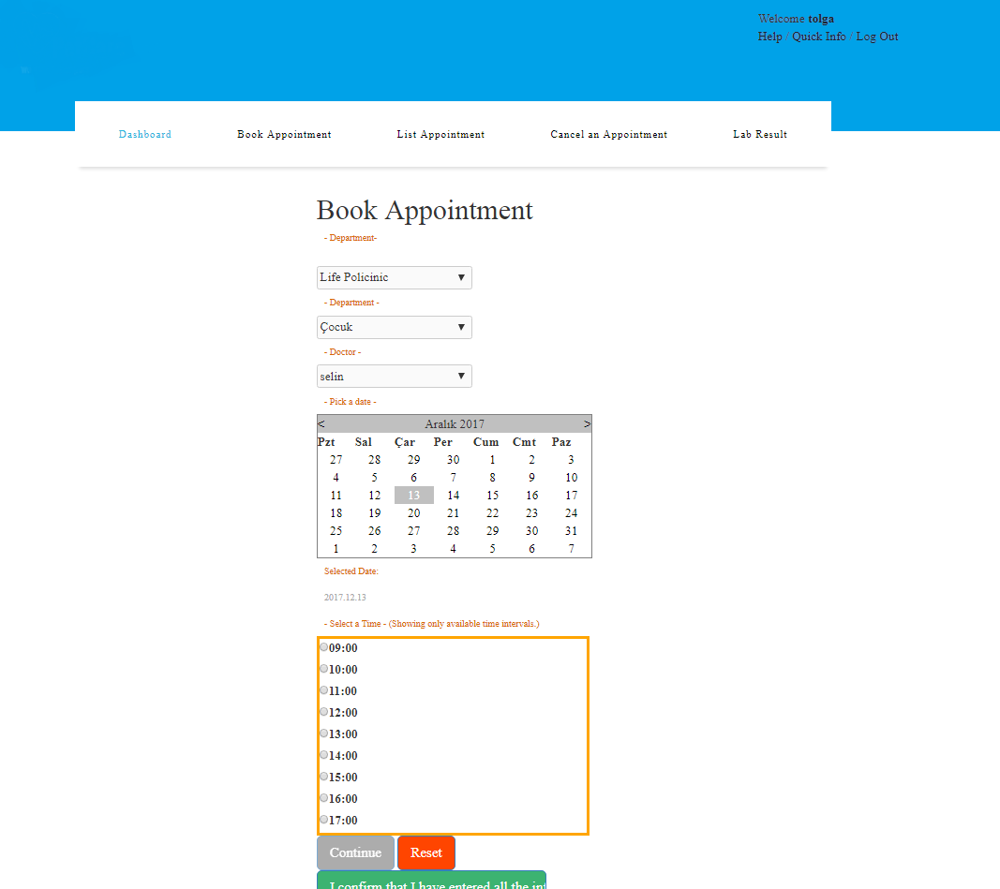 Welcome tolga
Help / Quick Info / Log Out
Dashboard Book Appointment List Appointment Cancel an Appointment Lab Result
Book Appointment
- Department-
Life Policinic
- Department -
Çocuk
- Doctor -
selin
- Pick a date -
< Aralık 2017 >
Pzt Sal Çar Per Cum Cmt Paz
27 28 29 30 1 2 3
4 5 6 7 8 9 10
11 12 13 14 15 16 17
18 19 20 21 22 23 24
25 26 27 28 29 30 31
1 2 3 4 5 6 7
Selected Date:
2017.12.13
- Select a Time - (Showing only available time intervals.)
09:00
10:00
11:00
12:00
13:00
14:00
15:00
16:00
17:00
Continue Reset
I confirm that I have entered all the